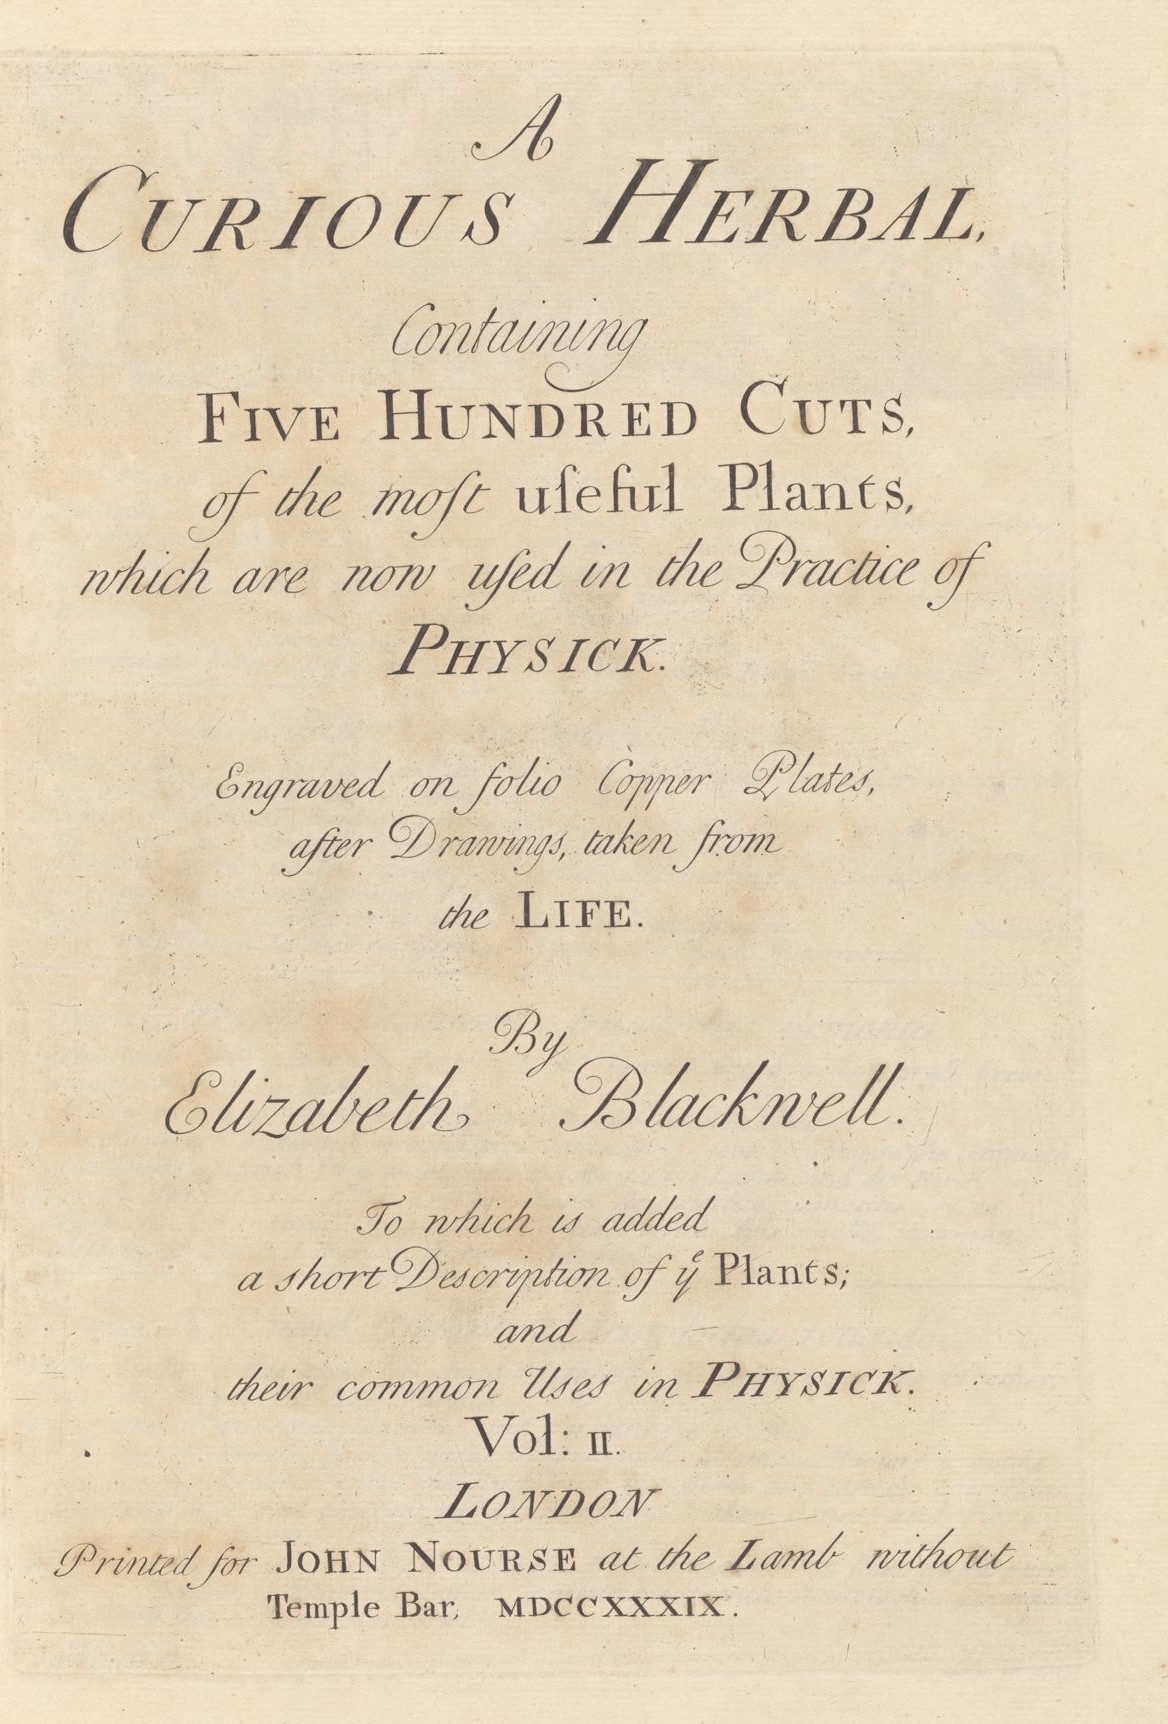 A
CURIOUS HERBAL,
Containing
FIVE HUNDRED CUTS,
of the moſt uſeful Plants,
which are now uſed in the Practice of
PHYSICK.
Engraved on folio Copper Plates,
after Drawings, taken from
the LIFE.
By
Elizabeth Blackwell.
To which is added
a short Description of yᵉ Plants;
and
their common Uses in PHYSICK.
Vol: II.
LONDON
Printed for JOHN NOURSE at the Lamb without
Temple Bar, MDCCXXXIX.